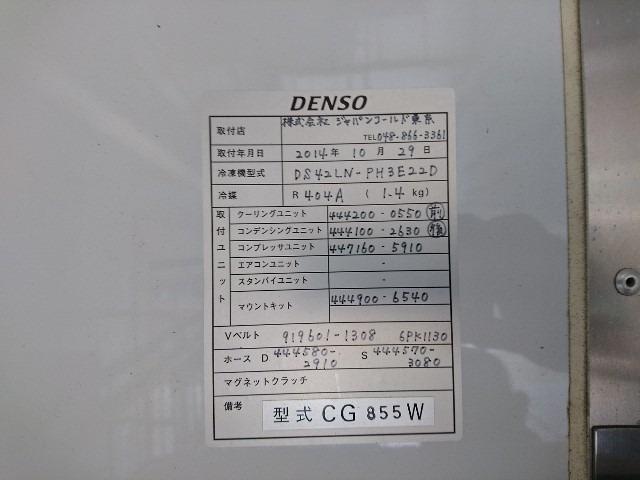 DENSO
取付店 株式会社 ジャパンコールド東京
TEL 048-866-3361
取付年月日 2014年 10月 29日
冷凍機型式 DS42LN-PH3E22D
冷媒 R 404A ( 1.4 kg)
取付ユニット
クーリングユニット 444200-0550 前
コンデンシングユニット 444100-2630
コンプレッサユニット 447160-5910
エアコンユニット -
スタンバイユニット -
マウントキット 444900-6540
Vベルト 919601-1308 6PK1130
ホース D 444580-2910 S 444570-3080
マグネットクラッチ
備考 型式 CG 855W